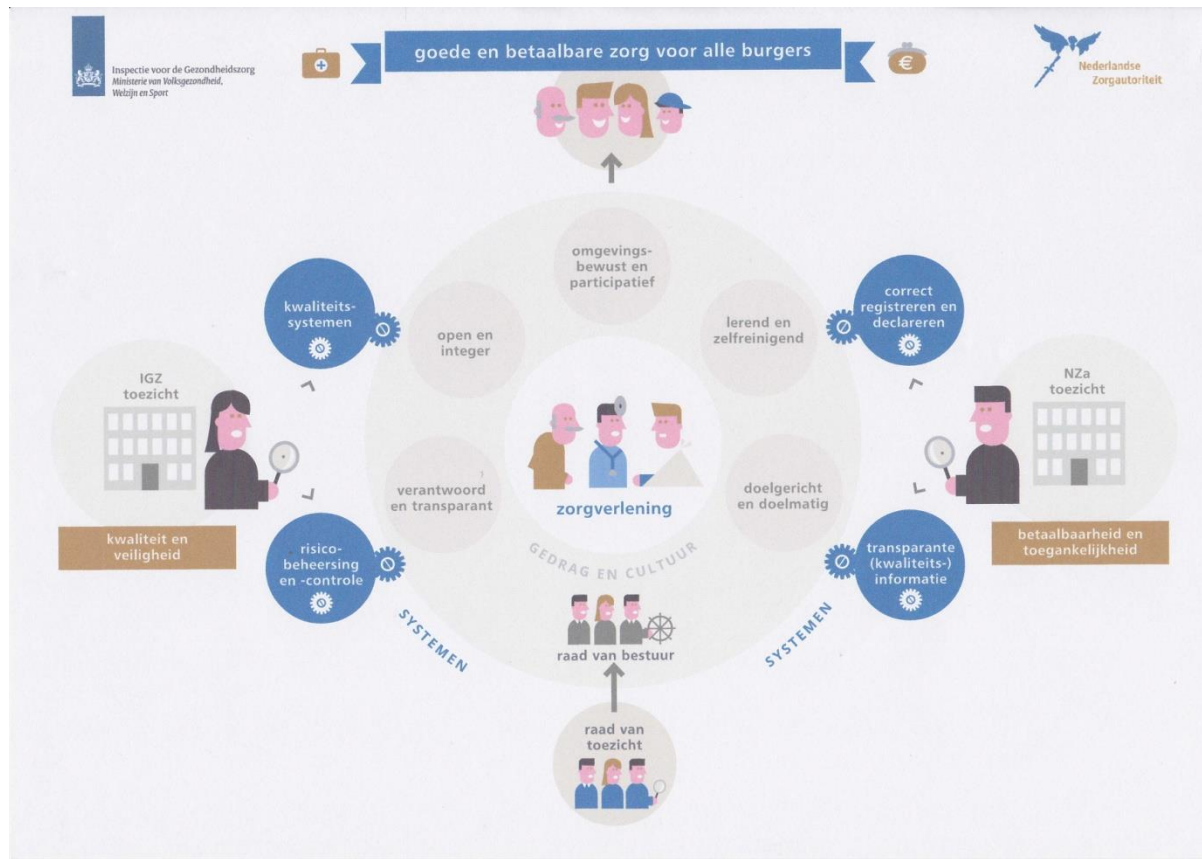 Inspectie voor de Gezondheidszorg
Ministerie van Volksgezondheid,
Welzijn en Sport
goede en betaalbare zorg voor alle burgers
€
Nederlandse
Zorgautoriteit
omgevings-
bewust en
participatief
kwaliteits-
systemen
correct
registreren en
declareren
open en
integer
lerend en
zelfreinigend
IGZ
toezicht
NZa
toezicht
verantwoord
en transparant
zorgverlening
doelgericht
en doelmatig
kwaliteit en
veiligheid
betaalbaarheid en
toegankelijkheid
risico-
beheersing
en -controle
transparante
(kwaliteits-)
informatie
GEDRAG EN CULTUUR
SYSTEMEN
SYSTEMEN
raad van bestuur
raad van
toezicht